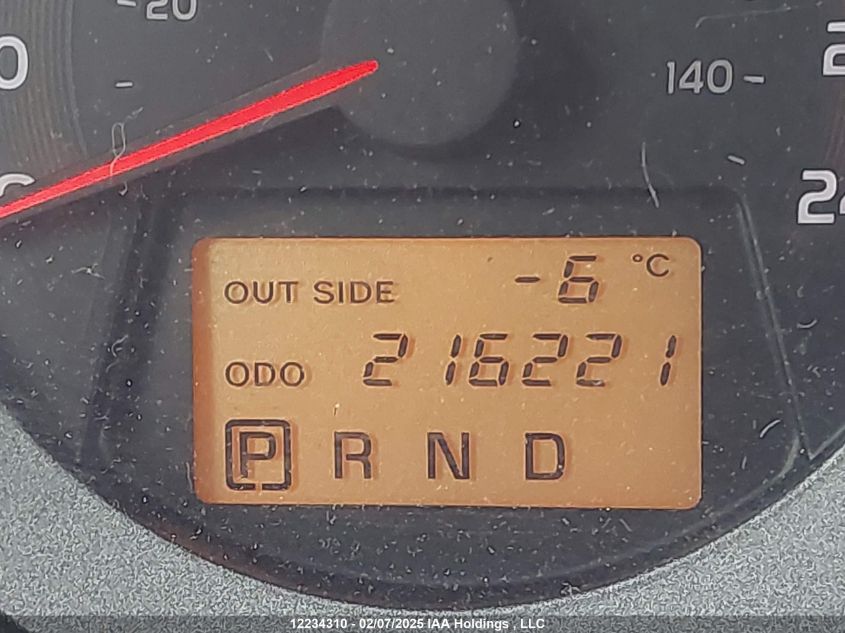 20
140
OUT SIDE -6 °C
ODO 216221
P R N D
12234310 - 02/07/2025 IAA Holdings , LLC